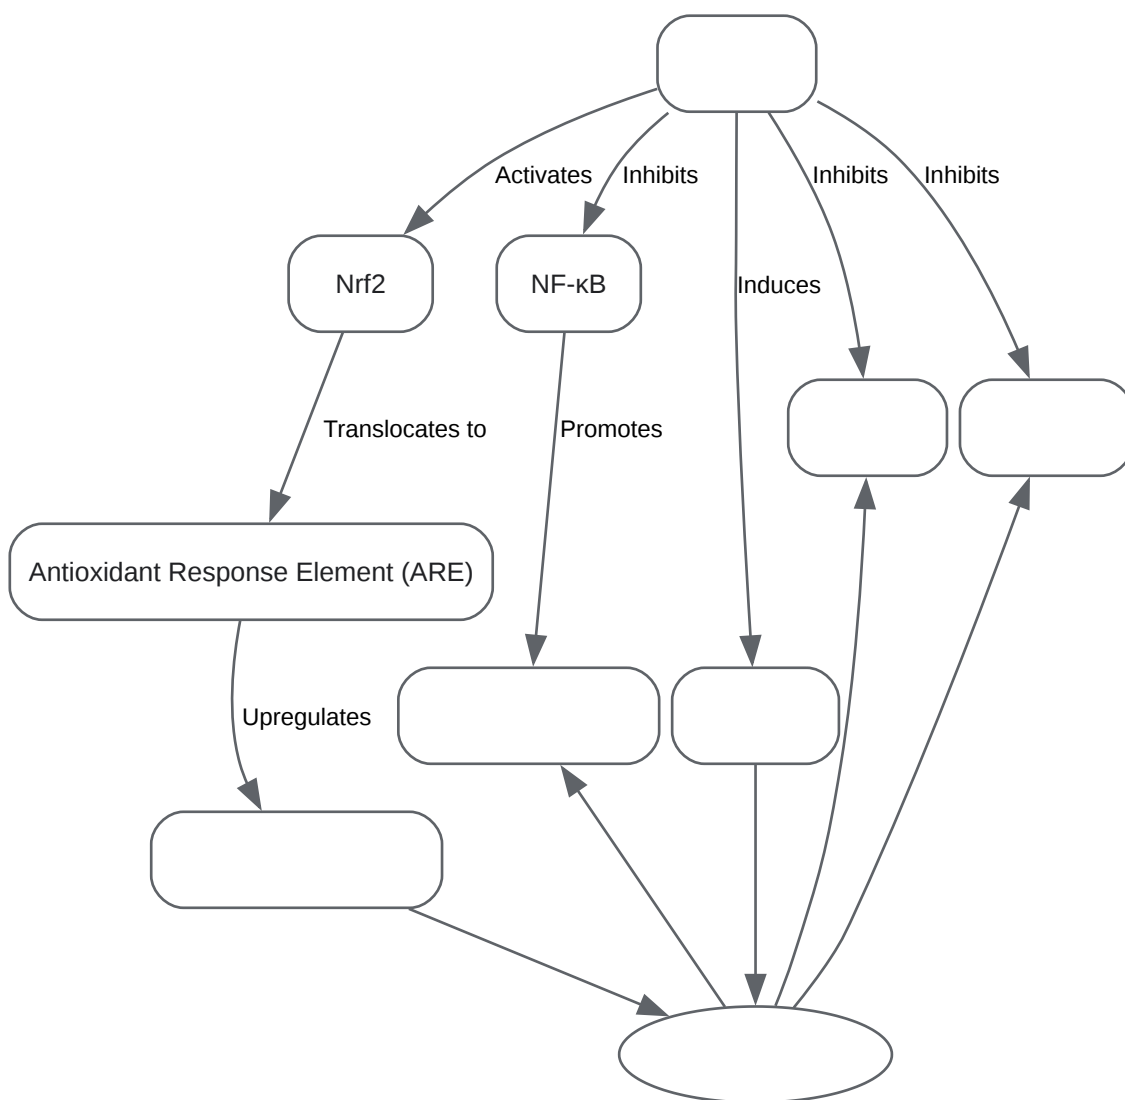 Activates
Inhibits
Inhibits
Inhibits
Nrf2
NF-κB
Induces
Translocates to
Promotes
Antioxidant Response Element (ARE)
Upregulates